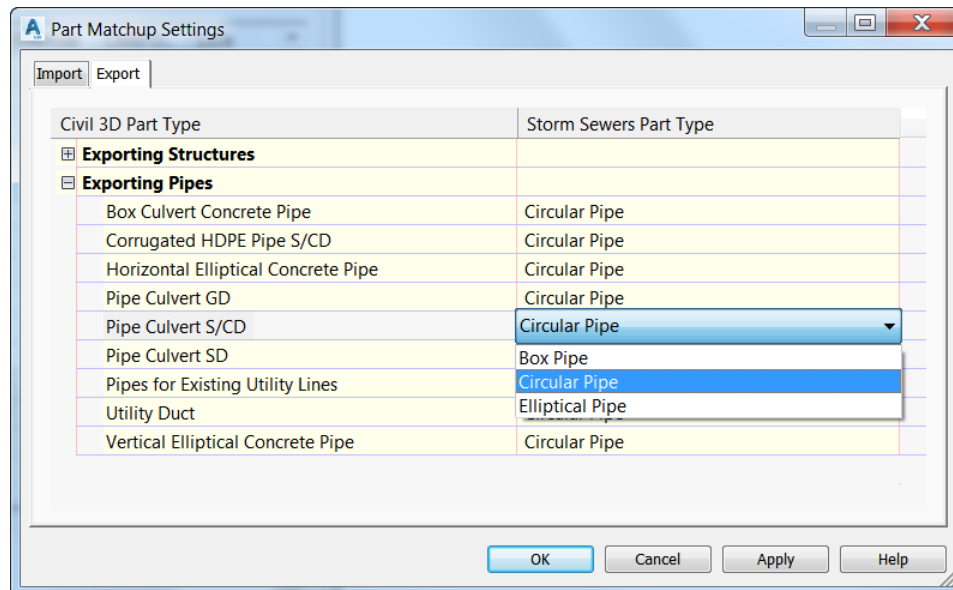 Part Matchup Settings
Import Export
Civil 3D Part Type Storm Sewers Part Type
Exporting Structures
Exporting Pipes
Box Culvert Concrete Pipe Circular Pipe
Corrugated HDPE Pipe S/CD Circular Pipe
Horizontal Elliptical Concrete Pipe Circular Pipe
Pipe Culvert GD Circular Pipe
Pipe Culvert S/CD Circular Pipe
Pipe Culvert SD Box Pipe
Pipes for Existing Utility Lines Circular Pipe
Utility Duct Elliptical Pipe
Vertical Elliptical Concrete Pipe Circular Pipe
OK Cancel Apply Help